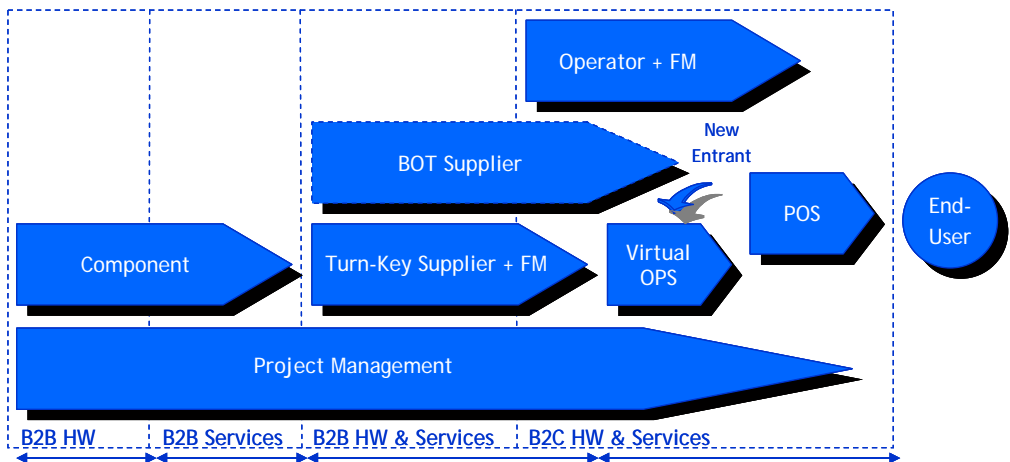 Operator + FM
New
Entrant
BOT Supplier
POS
End-
User
Component
Turn-Key Supplier + FM
Virtual
OPS
Project Management
B2B HW
B2B Services
B2B HW & Services
B2C HW & Services